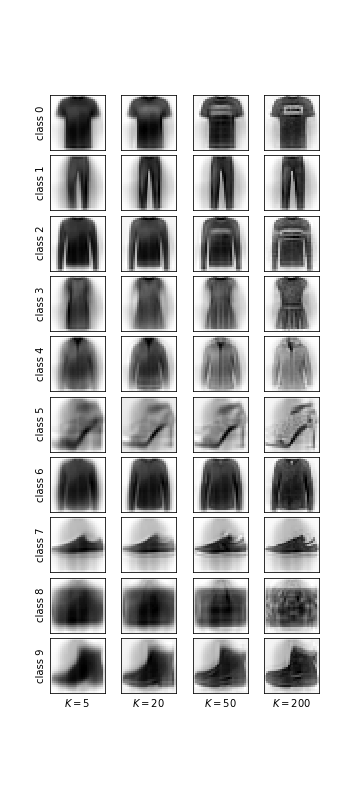 class 0
class 1
class 2
class 3
class 4
class 5
class 6
class 7
class 8
class 9
K = 5 K = 20 K = 50 K = 200